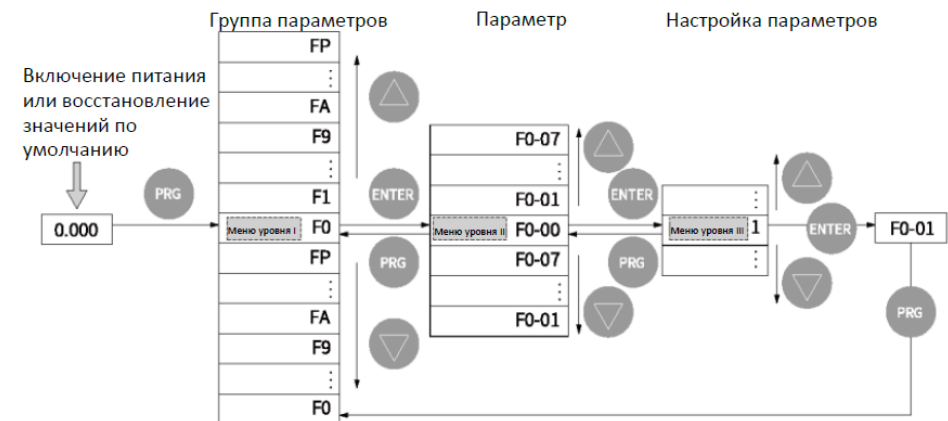 Группа параметров
Параметр
Настройка параметров
Включение питания
или восстановление
значений по
умолчанию
0.000
PRG
FP
⋮
FA
F9
⋮
F1
Меню уровня I F0
FP
⋮
FA
F9
⋮
F0
ENTER
PRG
F0-07
⋮
F0-01
Меню уровня II F0-00
F0-07
⋮
F0-01
ENTER
PRG
⋮
Меню уровня III 1
⋮
ENTER
F0-01
PRG